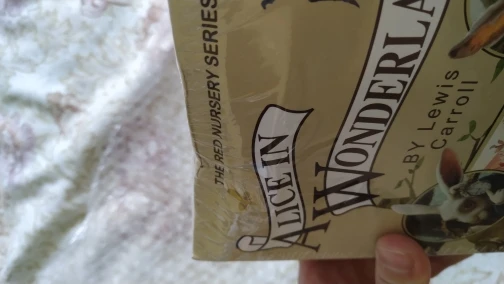 THE RED NURSERY SERIES
ALICE IN
WONDERLA
BY Lewis
Carroll